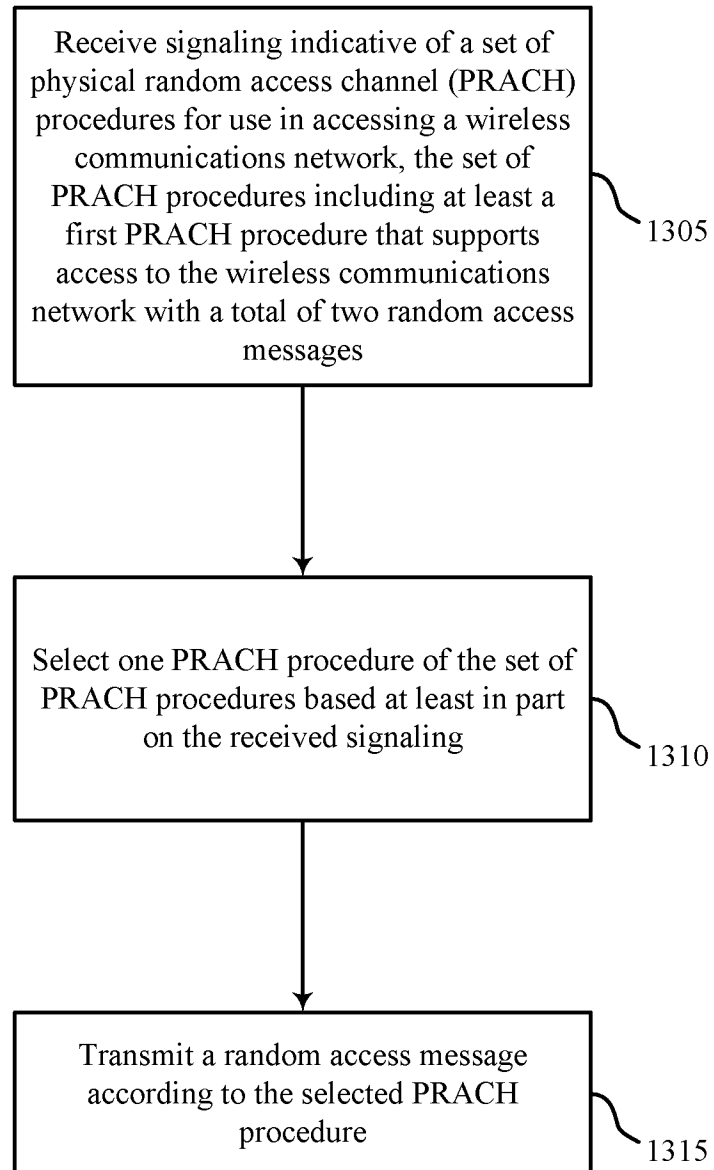 Receive signaling indicative of a set of
physical random access channel (PRACH)
procedures for use in accessing a wireless
communications network, the set of
PRACH procedures including at least a
first PRACH procedure that supports
access to the wireless communications
network with a total of two random access
messages
1305
Select one PRACH procedure of the set of
PRACH procedures based at least in part
on the received signaling
1310
Transmit a random access message
according to the selected PRACH
procedure
1315